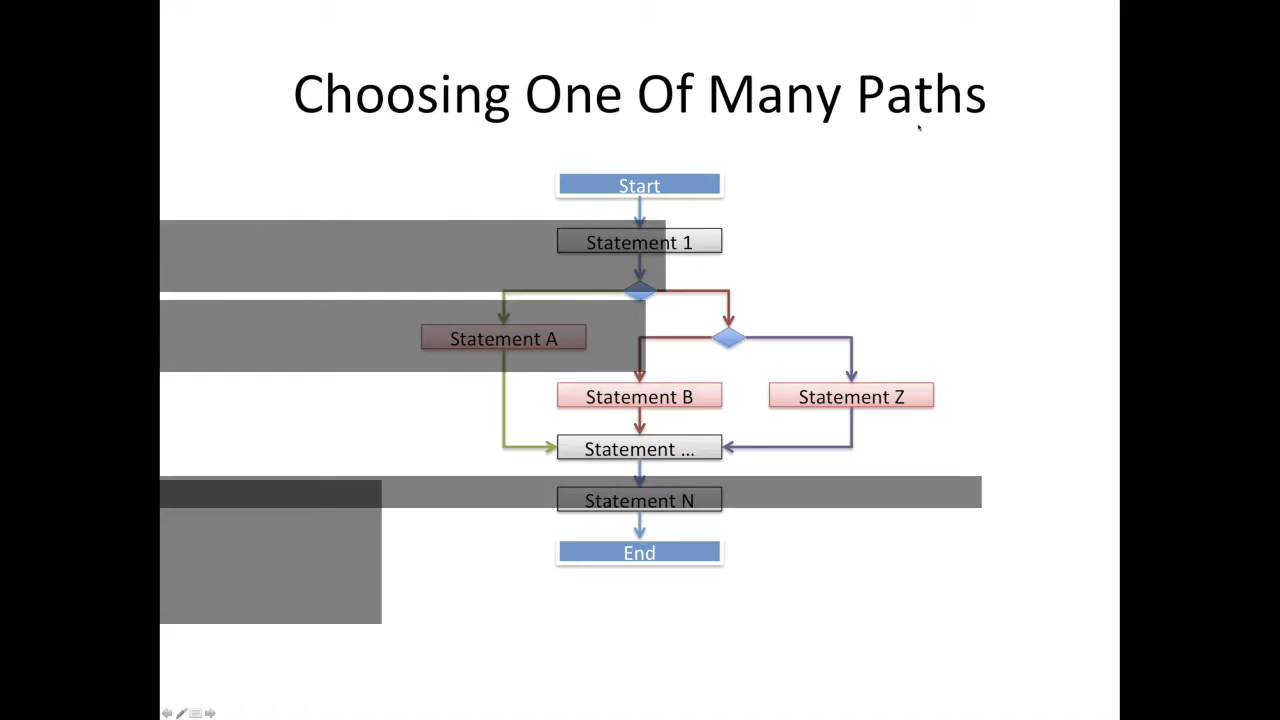 Choosing One Of Many Paths
Start
Statement 1
Statement A
Statement B
Statement Z
Statement ...
Statement N
End